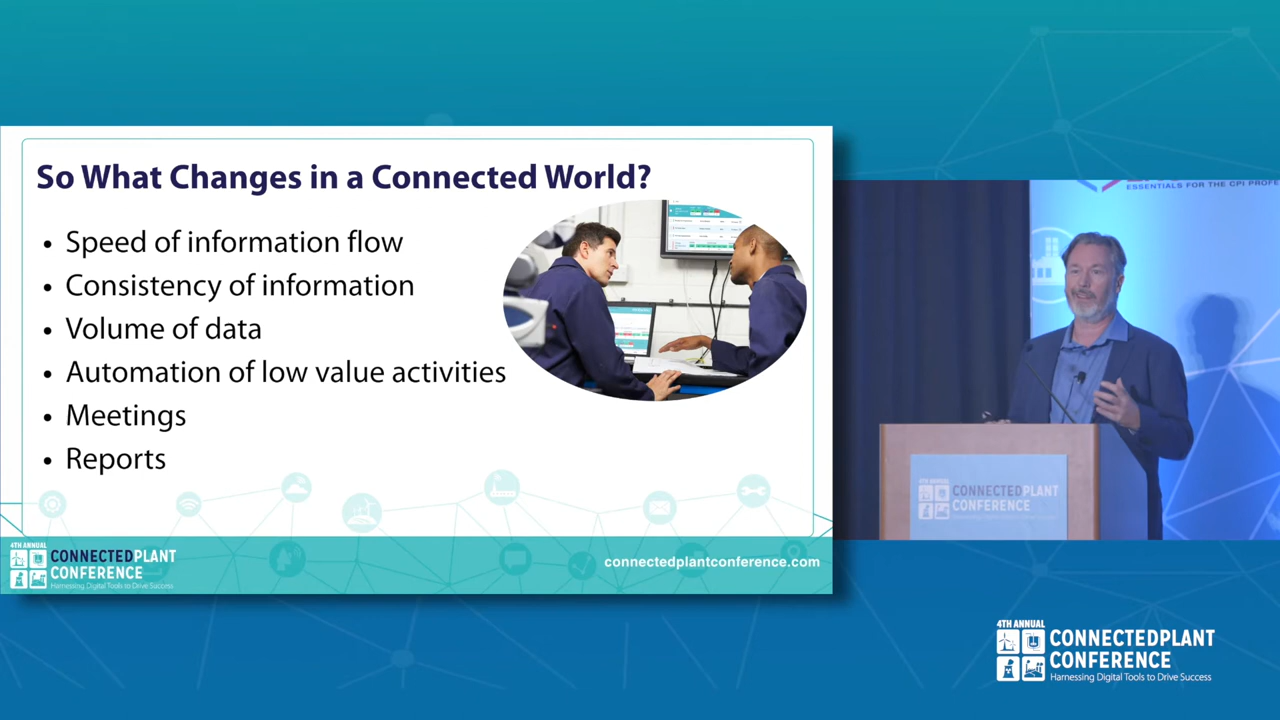 So What Changes in a Connected World?
• Speed of information flow
• Consistency of information
• Volume of data
• Automation of low value activities
• Meetings
• Reports
4TH ANNUAL
CONNECTEDPLANT
CONFERENCE
Harnessing Digital Tools to Drive Success
connectedplantconference.com
ESSENTIALS FOR THE CPI PROFE
CONNECTEDPLANT
CONFERENCE
4TH ANNUAL
CONNECTEDPLANT
CONFERENCE
Harnessing Digital Tools to Drive Success